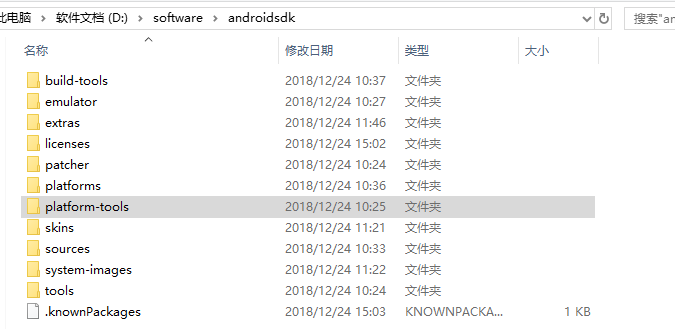 此电脑 > 软件文档 (D:) > software > androidsdk 搜索"an
名称 修改日期 类型 大小
build-tools 2018/12/24 10:37 文件夹
emulator 2018/12/24 10:27 文件夹
extras 2018/12/24 11:46 文件夹
licenses 2018/12/24 15:02 文件夹
patcher 2018/12/24 10:24 文件夹
platforms 2018/12/24 10:36 文件夹
platform-tools 2018/12/24 10:25 文件夹
skins 2018/12/24 11:21 文件夹
sources 2018/12/24 10:33 文件夹
system-images 2018/12/24 11:22 文件夹
tools 2018/12/24 10:24 文件夹
.knownPackages 2018/12/24 15:03 KNOWNPACKA... 1 KB